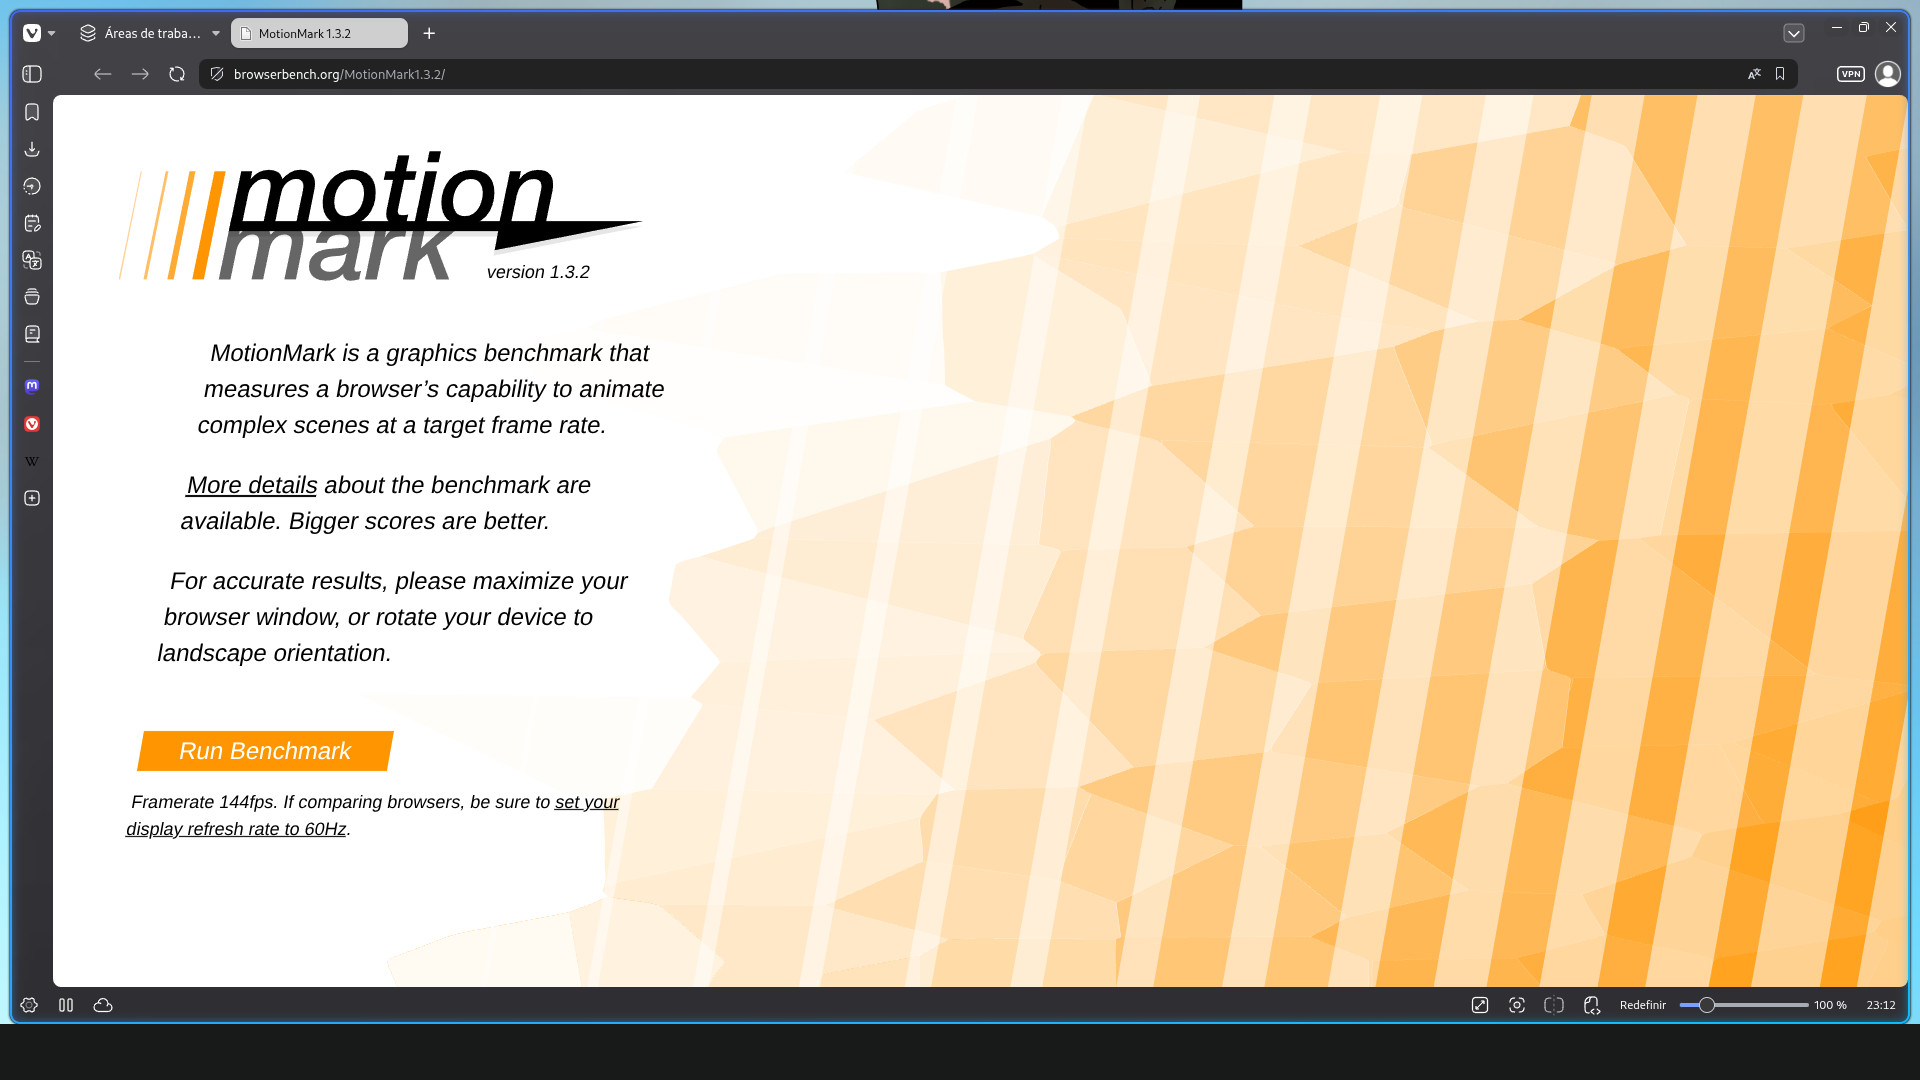 Áreas de traba…
MotionMark 1.3.2
browserbench.org/MotionMark1.3.2/
VPN
motion
mark
version 1.3.2
MotionMark is a graphics benchmark that
measures a browser’s capability to animate
complex scenes at a target frame rate.
More details about the benchmark are
available. Bigger scores are better.
For accurate results, please maximize your
browser window, or rotate your device to
landscape orientation.
Run Benchmark
Framerate 144fps. If comparing browsers, be sure to set your
display refresh rate to 60Hz.
W
Redefinir
100 %
23:12